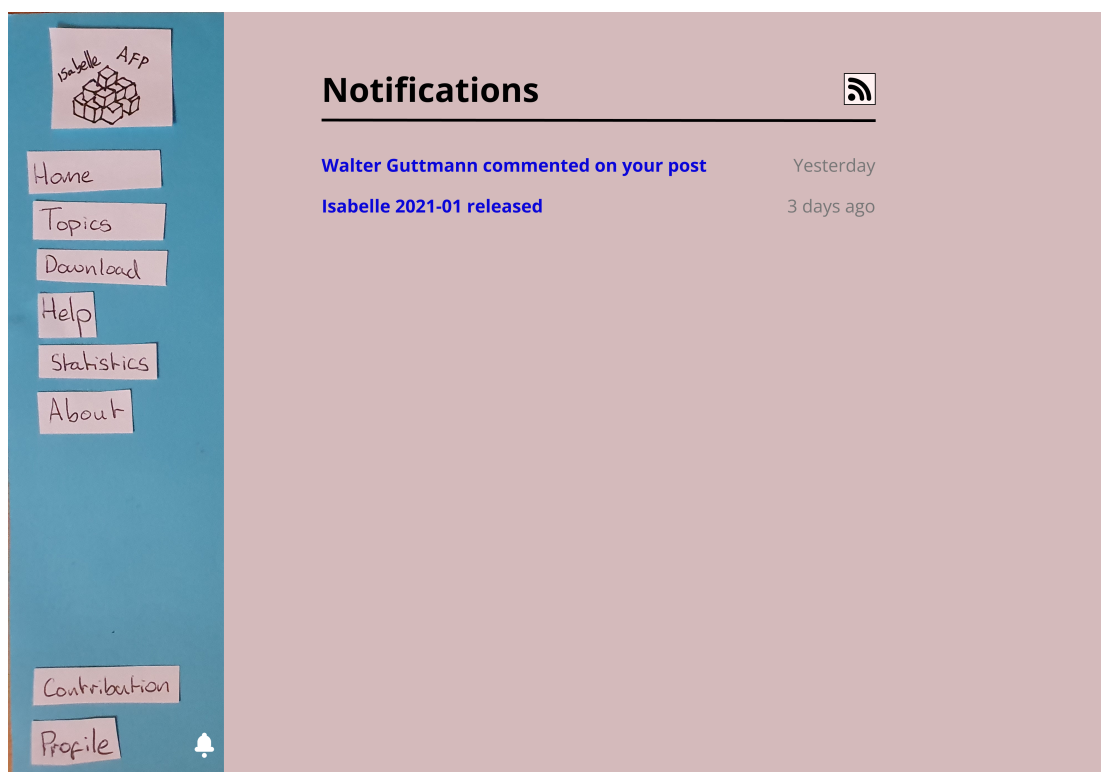 Isabelle AFP
Home
Topics
Download
Help
Statistics
About
Contribution
Profile
Notifications
Walter Guttmann commented on your post Yesterday
Isabelle 2021-01 released 3 days ago